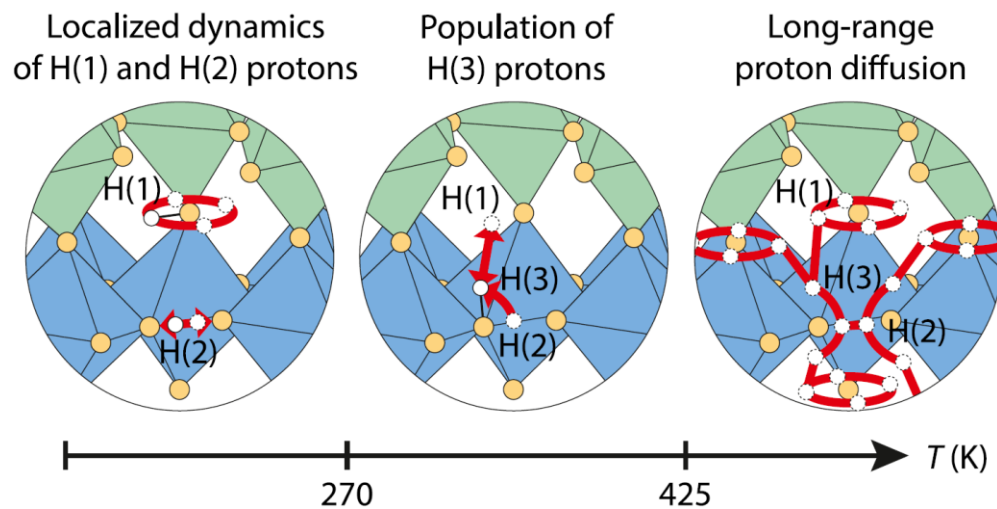 Localized dynamics
of H(1) and H(2) protons
Population of
H(3) protons
Long-range
proton diffusion
H(1)
H(2)
H(1)
H(3)
H(2)
H(1)
H(3)
H(2)
270
425
T (K)